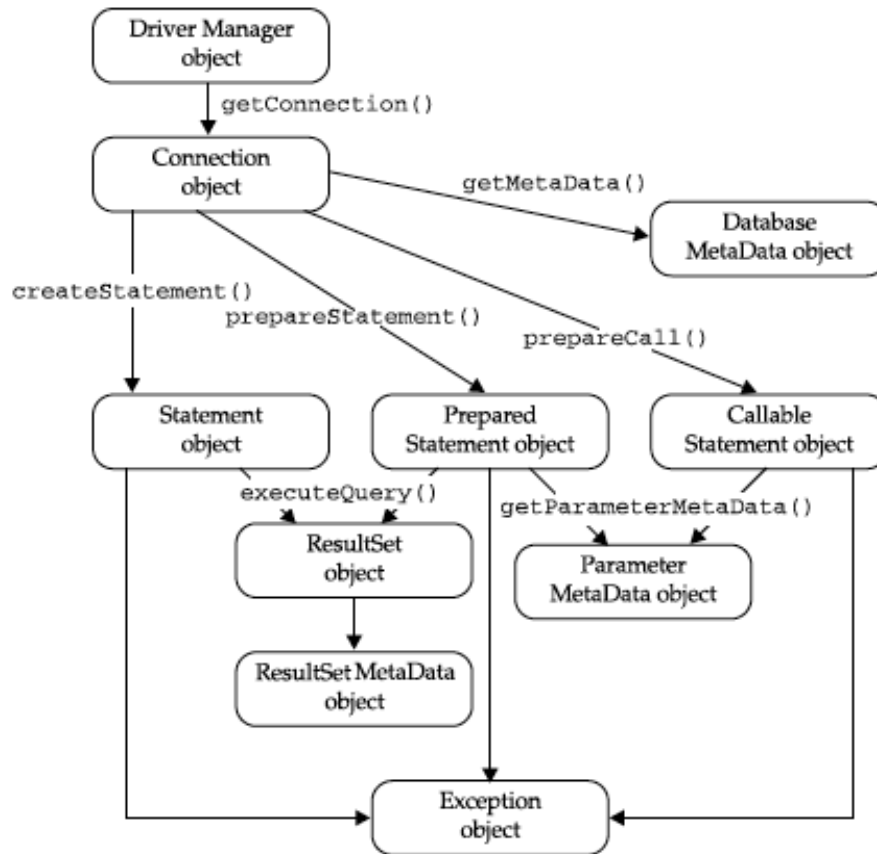 Driver Manager
object
getConnection()
Connection
object
getMetaData()
Database
MetaData object
createStatement()
prepareStatement()
prepareCall()
Statement
object
Prepared
Statement object
Callable
Statement object
executeQuery()
getParameterMetaData()
ResultSet
object
Parameter
MetaData object
ResultSet MetaData
object
Exception
object